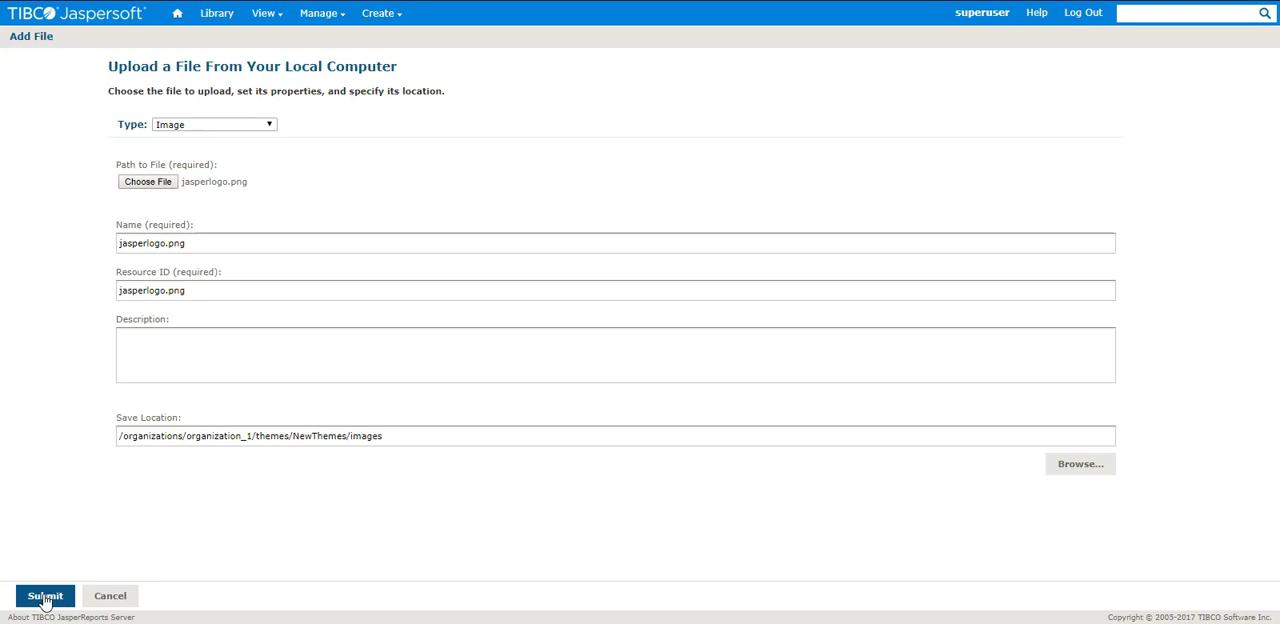 TIBCO Jaspersoft Library View Manage Create superuser Help Log Out
Add File
Upload a File From Your Local Computer
Choose the file to upload, set its properties, and specify its location.
Type: Image
Path to File (required):
Choose File jasperlogo.png
Name (required):
jasperlogo.png
Resource ID (required):
jasperlogo.png
Description:
Save Location:
/organizations/organization_1/themes/NewThemes/images
Browse...
Submit Cancel
About TIBCO JasperReports Server Copyright © 2005-2017 TIBCO Software Inc.